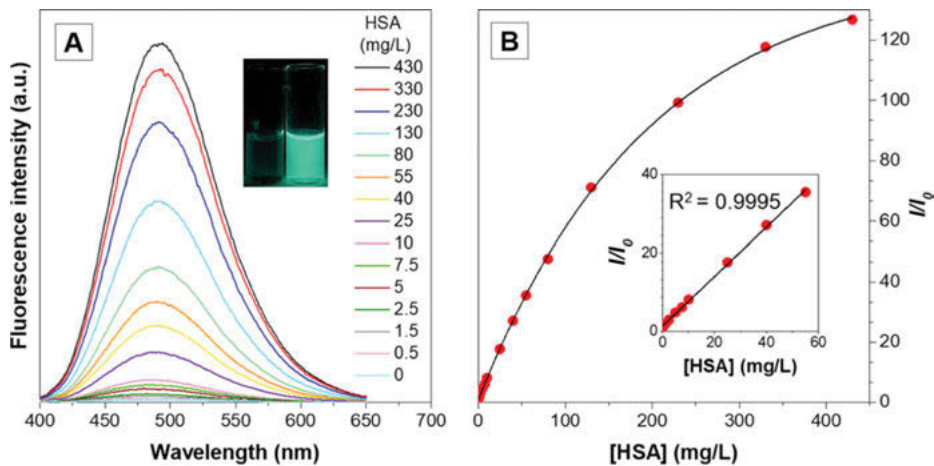 A
HSA
(mg/L)
430
330
230
130
80
55
40
25
10
7.5
5
2.5
1.5
0.5
0
Fluorescence intensity (a.u.)
400 450 500 550 600 650 700
Wavelength (nm)
B
120
100
80
60
40
20
0
I/I0
0 100 200 300 400
[HSA] (mg/L)
R² = 0.9995
40
20
0
I/I0
0 20 40 60
[HSA] (mg/L)